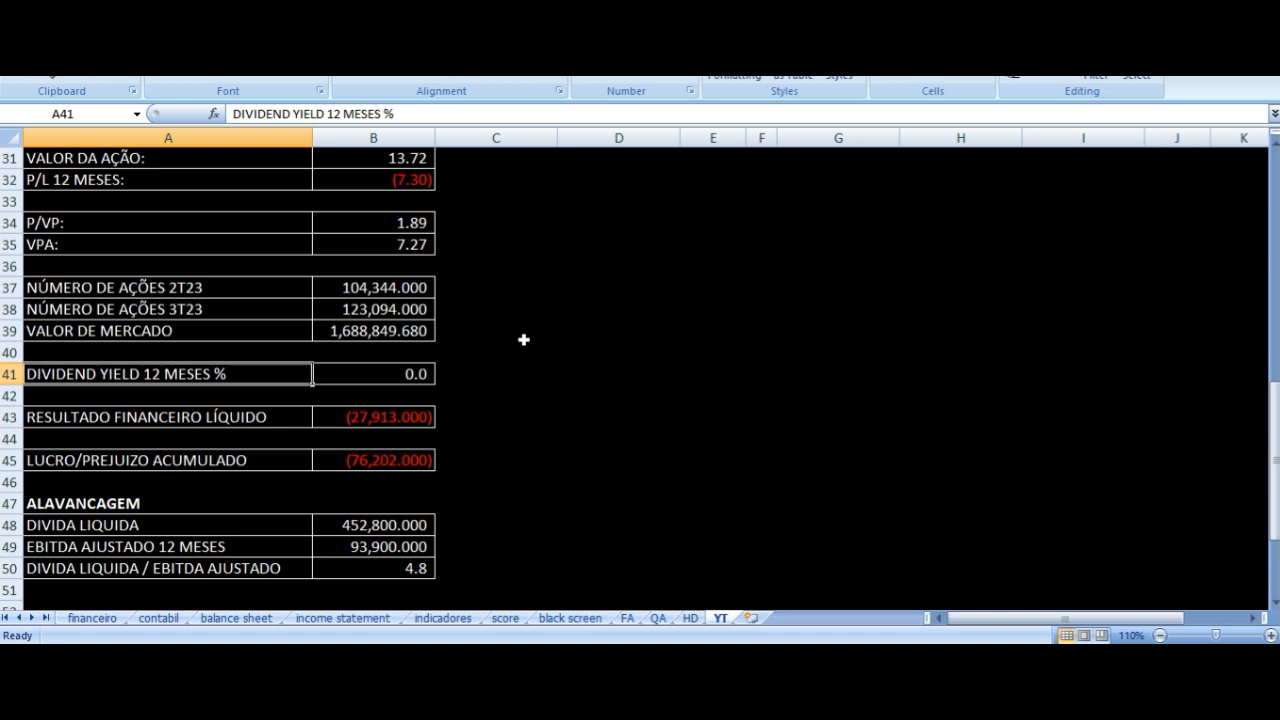 Clipboard Font Alignment Number Styles Cells Editing
A41 fx DIVIDEND YIELD 12 MESES %
A B C D E F G H I J K
31 VALOR DA AÇÃO: 13.72
32 P/L 12 MESES: (7.30)
33
34 P/VP: 1.89
35 VPA: 7.27
36
37 NÚMERO DE AÇÕES 2T23 104,344.000
38 NÚMERO DE AÇÕES 3T23 123,094.000
39 VALOR DE MERCADO 1,688,849.680
40
41 DIVIDEND YIELD 12 MESES % 0.0
42
43 RESULTADO FINANCEIRO LÍQUIDO (27,913.000)
44
45 LUCRO/PREJUIZO ACUMULADO (76,202.000)
46
47 ALAVANCAGEM
48 DIVIDA LIQUIDA 452,800.000
49 EBITDA AJUSTADO 12 MESES 93,900.000
50 DIVIDA LIQUIDA / EBITDA AJUSTADO 4.8
51
financeiro contabil balance sheet income statement indicadores score black screen FA QA HD YT
Ready 110%